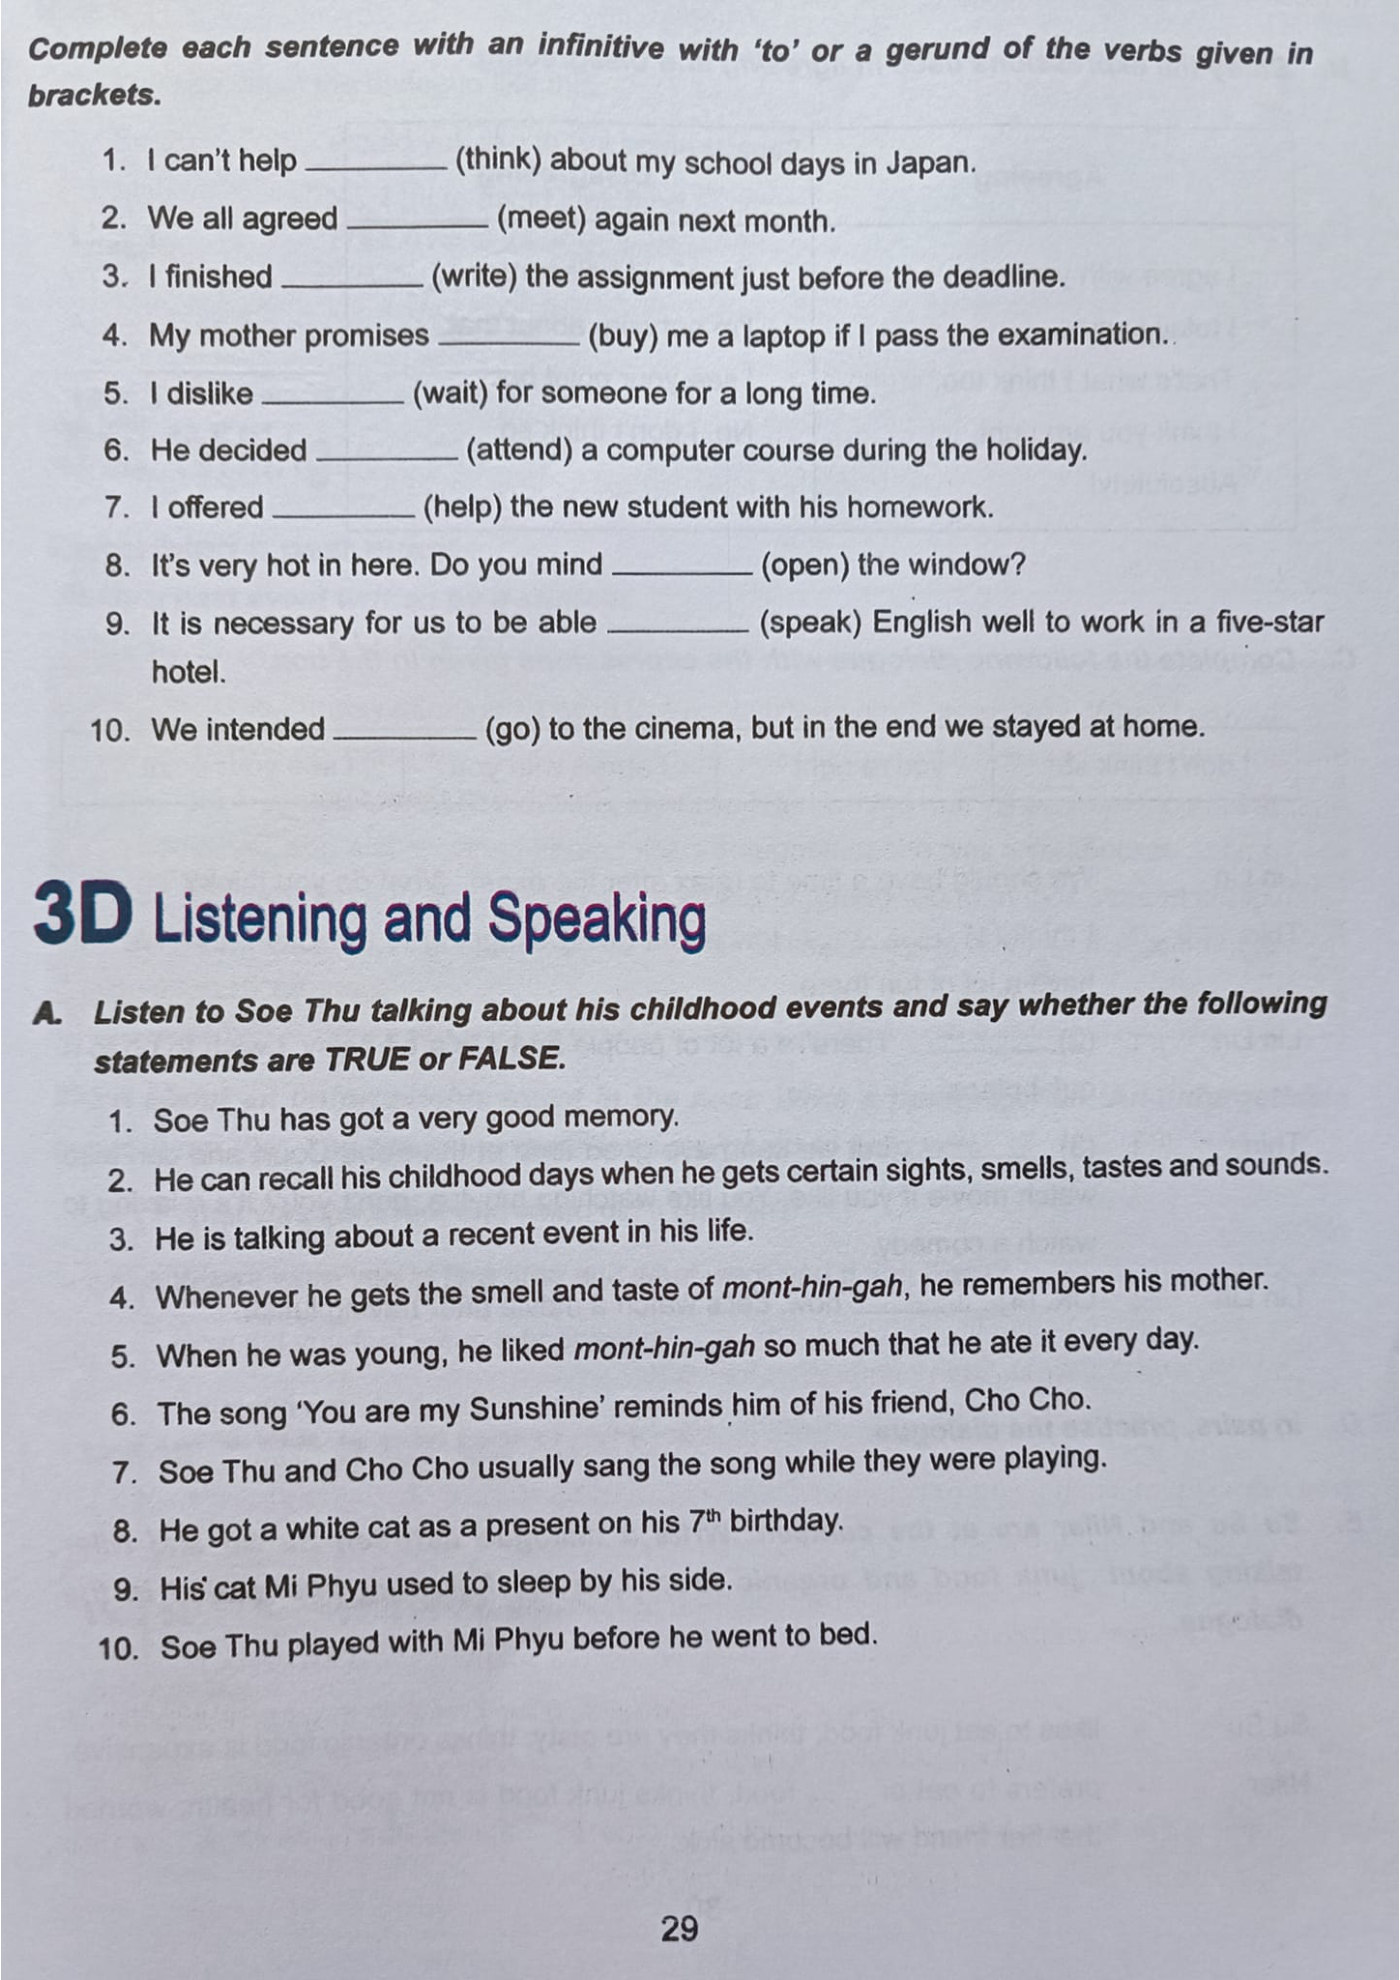 Complete each sentence with an infinitive with ‘to’ or a gerund of the verbs given in
brackets.
1. I can't help ________ (think) about my school days in Japan.
2. We all agreed ________ (meet) again next month.
3. I finished ________ (write) the assignment just before the deadline.
4. My mother promises ________ (buy) me a laptop if I pass the examination.
5. I dislike ________ (wait) for someone for a long time.
6. He decided ________ (attend) a computer course during the holiday.
7. I offered ________ (help) the new student with his homework.
8. It's very hot in here. Do you mind ________ (open) the window?
9. It is necessary for us to be able ________ (speak) English well to work in a five-star
hotel.
10. We intended ________ (go) to the cinema, but in the end we stayed at home.
3D Listening and Speaking
A. Listen to Soe Thu talking about his childhood events and say whether the following
statements are TRUE or FALSE.
1. Soe Thu has got a very good memory.
2. He can recall his childhood days when he gets certain sights, smells, tastes and sounds.
3. He is talking about a recent event in his life.
4. Whenever he gets the smell and taste of mont-hin-gah, he remembers his mother.
5. When he was young, he liked mont-hin-gah so much that he ate it every day.
6. The song ‘You are my Sunshine’ reminds him of his friend, Cho Cho.
7. Soe Thu and Cho Cho usually sang the song while they were playing.
8. He got a white cat as a present on his 7th birthday.
9. His cat Mi Phyu used to sleep by his side.
10. Soe Thu played with Mi Phyu before he went to bed.
29